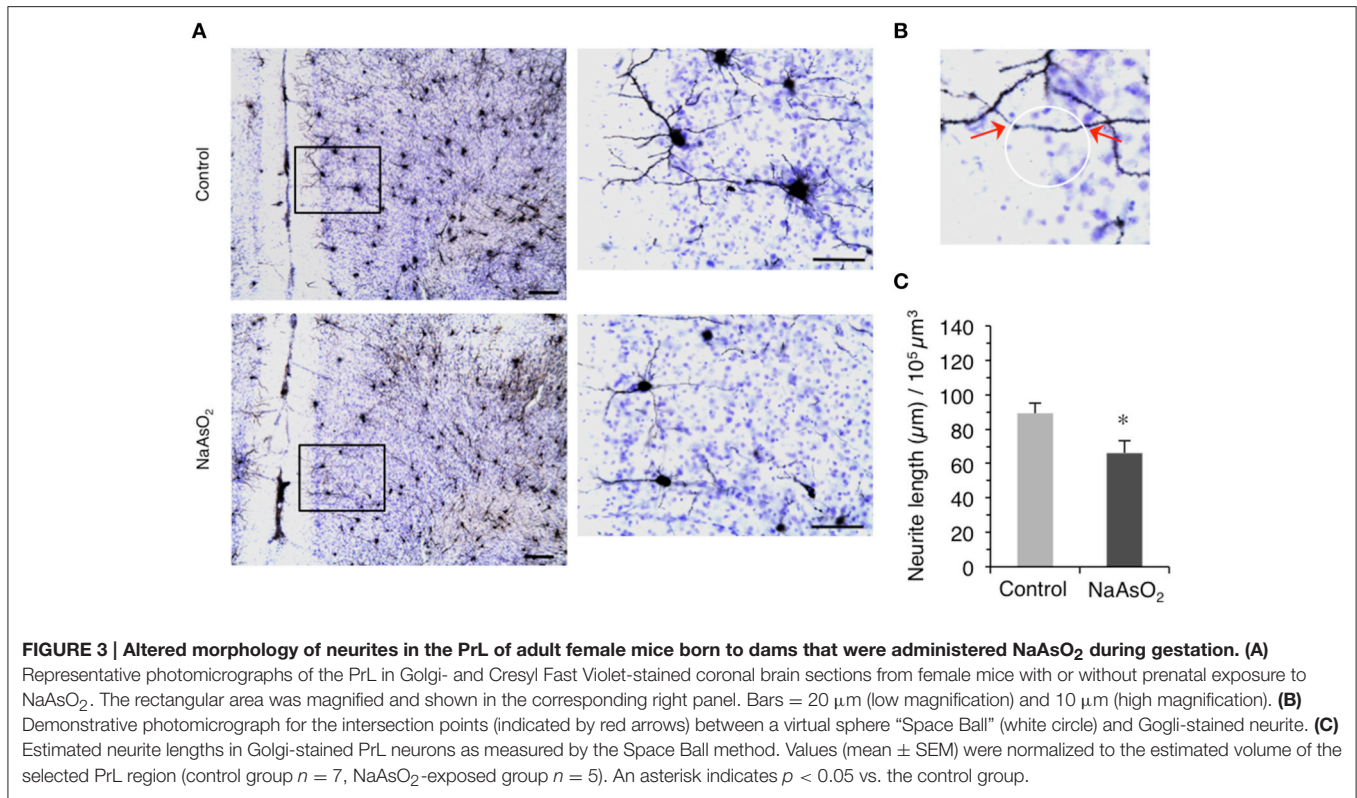 A
B
Control
NaAsO₂
C
Neurite length (μm) / 10⁵ μm³
140
120
100
80
60
40
20
0
*
Control NaAsO₂
FIGURE 3 | Altered morphology of neurites in the PrL of adult female mice born to dams that were administered NaAsO₂ during gestation. (A)
Representative photomicrographs of the PrL in Golgi- and Cresyl Fast Violet-stained coronal brain sections from female mice with or without prenatal exposure to
NaAsO₂. The rectangular area was magnified and shown in the corresponding right panel. Bars = 20 μm (low magnification) and 10 μm (high magnification). (B)
Demonstrative photomicrograph for the intersection points (indicated by red arrows) between a virtual sphere “Space Ball” (white circle) and Gogli-stained neurite. (C)
Estimated neurite lengths in Golgi-stained PrL neurons as measured by the Space Ball method. Values (mean ± SEM) were normalized to the estimated volume of the
selected PrL region (control group n = 7, NaAsO₂-exposed group n = 5). An asterisk indicates p < 0.05 vs. the control group.